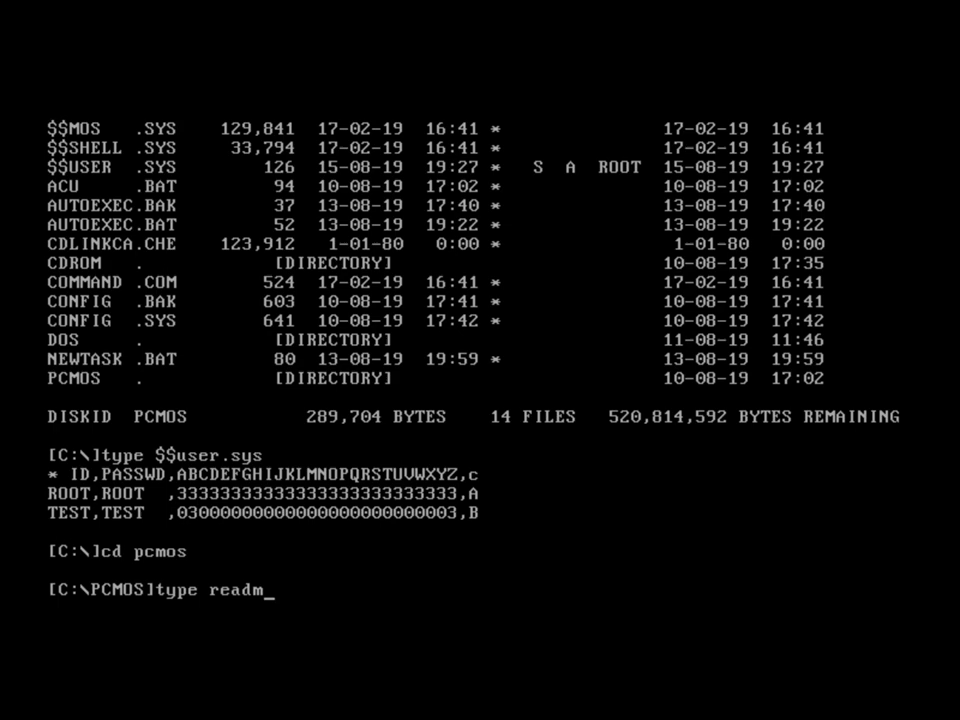 $$MOS    .SYS    129,841  17-02-19  16:41 *               17-02-19  16:41
$$SHELL  .SYS     33,794  17-02-19  16:41 *               17-02-19  16:41
$$USER   .SYS        126  15-08-19  19:27 *   S  A  ROOT  15-08-19  19:27
ACU      .BAT         94  10-08-19  17:02 *               10-08-19  17:02
AUTOEXEC.BAK          37  13-08-19  17:40 *               13-08-19  17:40
AUTOEXEC.BAT          52  13-08-19  19:22 *               13-08-19  19:22
CDLINKCA.CHE     123,912   1-01-80   0:00 *                1-01-80   0:00
CDROM    .            [DIRECTORY]                         10-08-19  17:35
COMMAND  .COM        524  17-02-19  16:41 *               17-02-19  16:41
CONFIG   .BAK        603  10-08-19  17:41 *               10-08-19  17:41
CONFIG   .SYS        641  10-08-19  17:42 *               10-08-19  17:42
DOS      .            [DIRECTORY]                         11-08-19  11:46
NEWTASK  .BAT         80  13-08-19  19:59 *               13-08-19  19:59
PCMOS    .            [DIRECTORY]                         10-08-19  17:02
DISKID  PCMOS           289,704 BYTES    14 FILES   520,814,592 BYTES REMAINING
[C:\]type $$user.sys
* ID,PASSWD,ABCDEFGHIJKLMNOPQRSTUVWXYZ,c
ROOT,ROOT  ,33333333333333333333333333,A
TEST,TEST  ,03000000000000000000000003,B
[C:\]cd pcmos
[C:\PCMOS]type readm_